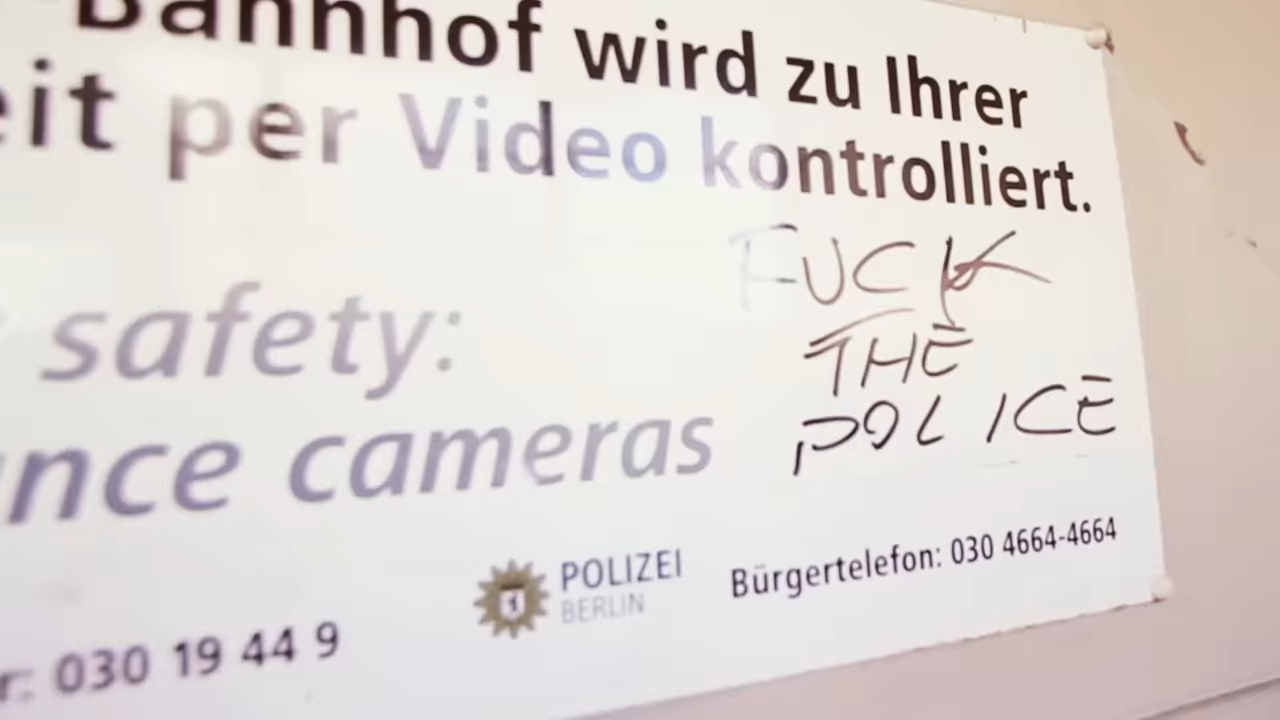 Bahnhof wird zu Ihrer
eit per Video kontrolliert.
safety:
nce cameras
FUCK
THE
POLICE
POLIZEI
BERLIN
Bürgertelefon: 030 4664-4664
r: 030 19 44 9